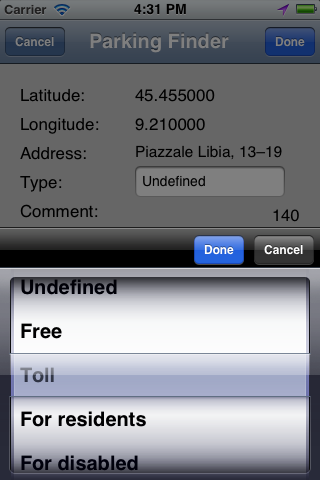 Carrier 4:31 PM
Cancel Parking Finder Done
Latitude: 45.455000
Longitude: 9.210000
Address: Piazzale Libia, 13–19
Type: Undefined
Comment: 140
Done Cancel
Undefined
Free
Toll
For residents
For disabled